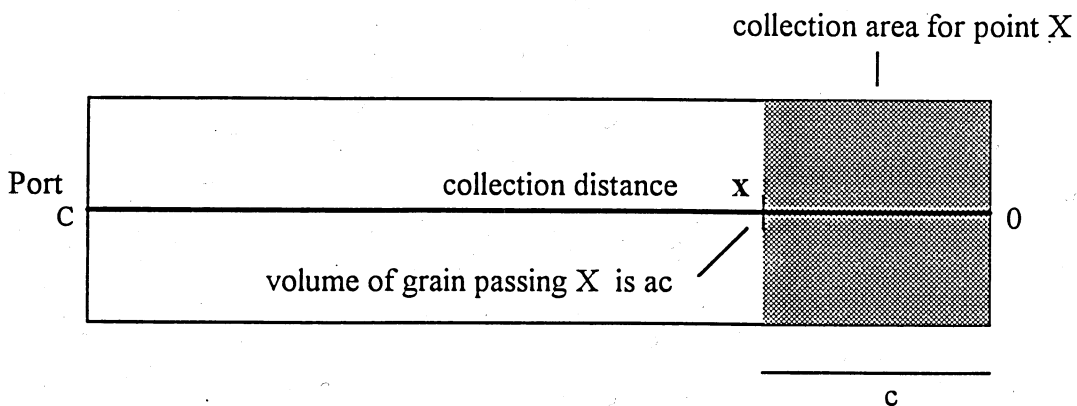 collection area for point X
Port
C
collection distance
x
0
volume of grain passing X is ac
c